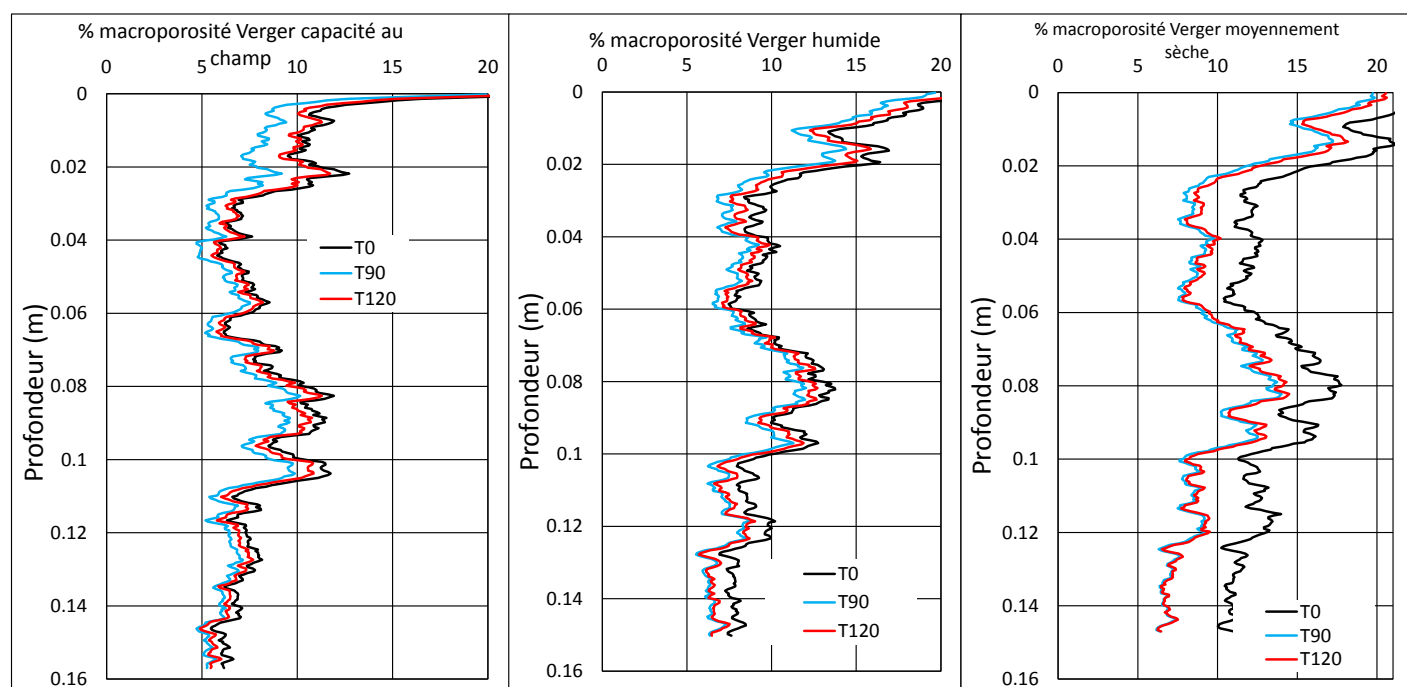 % macroporosité Verger capacité au
champ
0 5 10 15 20
0
0.02
0.04
0.06
0.08
0.1
0.12
0.14
0.16
Profondeur (m)
T0
T90
T120
% macroporosité Verger humide
0 5 10 15 20
0
0.02
0.04
0.06
0.08
0.1
0.12
0.14
0.16
Profondeur (m)
T0
T90
T120
% macroporosité Verger moyennement
sèche
0 5 10 15 20
0
0.02
0.04
0.06
0.08
0.1
0.12
0.14
0.16
Profondeur (m)
T0
T90
T120